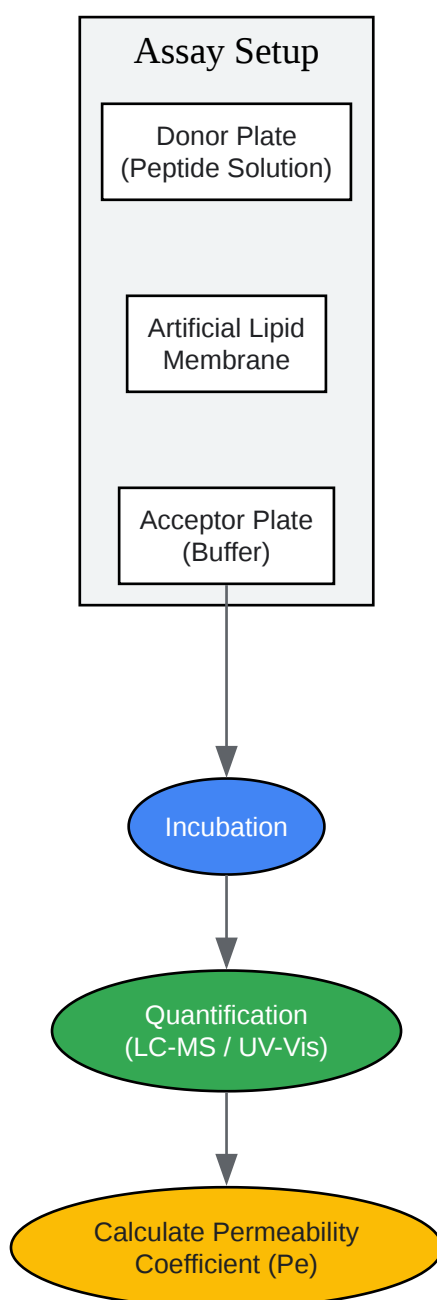 Assay Setup
Donor Plate
(Peptide Solution)
Artificial Lipid
Membrane
Acceptor Plate
(Buffer)
Incubation
Quantification
(LC-MS / UV-Vis)
Calculate Permeability
Coefficient (Pe)